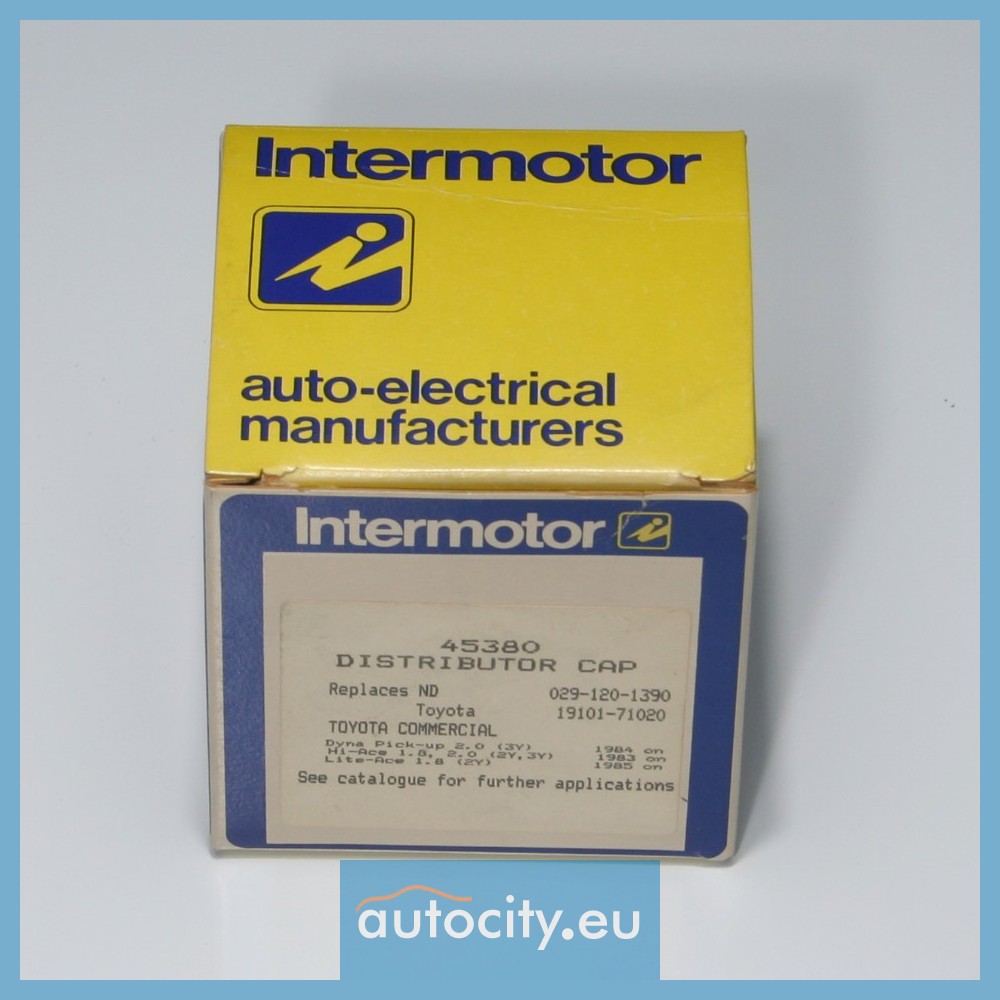 Intermotor
auto-electrical
manufacturers
Intermotor
45380
DISTRIBUTOR CAP
Replaces ND 029-120-1390
Toyota 19101-71020
TOYOTA COMMERCIAL
Dyna Pick-up 2.0 (3Y) 1984 on
Hi-Ace 1.8, 2.0 (2Y,3Y) 1983 on
Lite-Ace 1.8 (2Y) 1985 on
See catalogue for further applications
autocity.eu